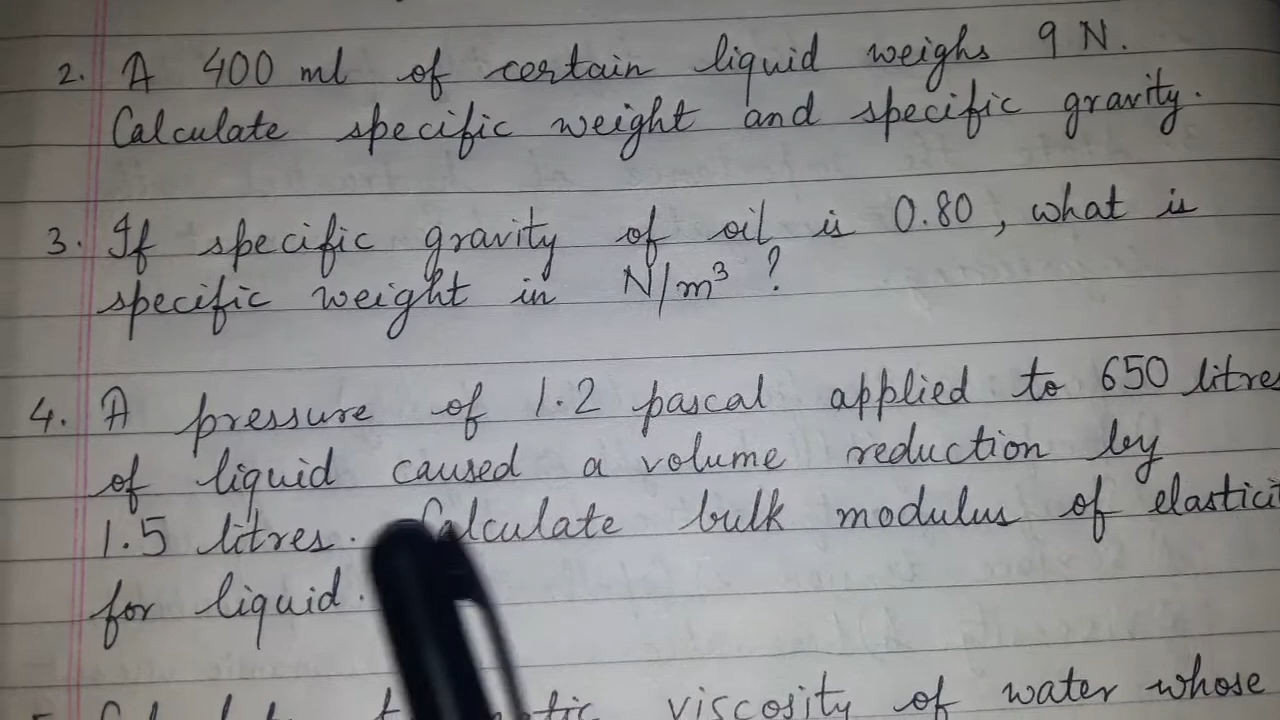 2. A 400 ml of certain liquid weighs 9 N.
Calculate specific weight and specific gravity.
3. If specific gravity of oil is 0.80, what is
specific weight in N/m³ ?
4. A pressure of 1.2 pascal applied to 650 litre
of liquid caused a volume reduction by
1.5 litres. Calculate bulk modulus of elastici
for liquid.
viscosity of water whose